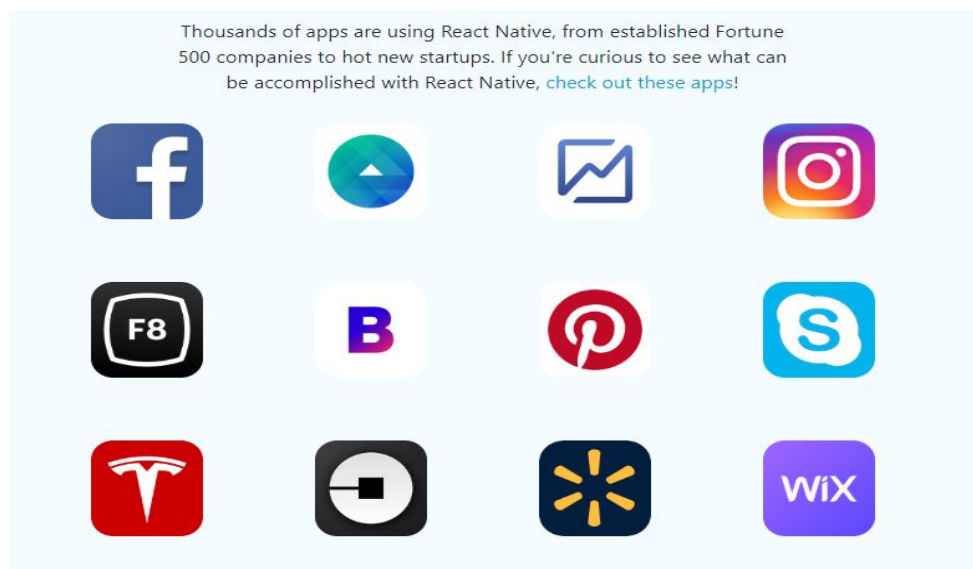 Thousands of apps are using React Native, from established Fortune
500 companies to hot new startups. If you're curious to see what can
be accomplished with React Native, check out these apps!
f
F8
B
S
WiX